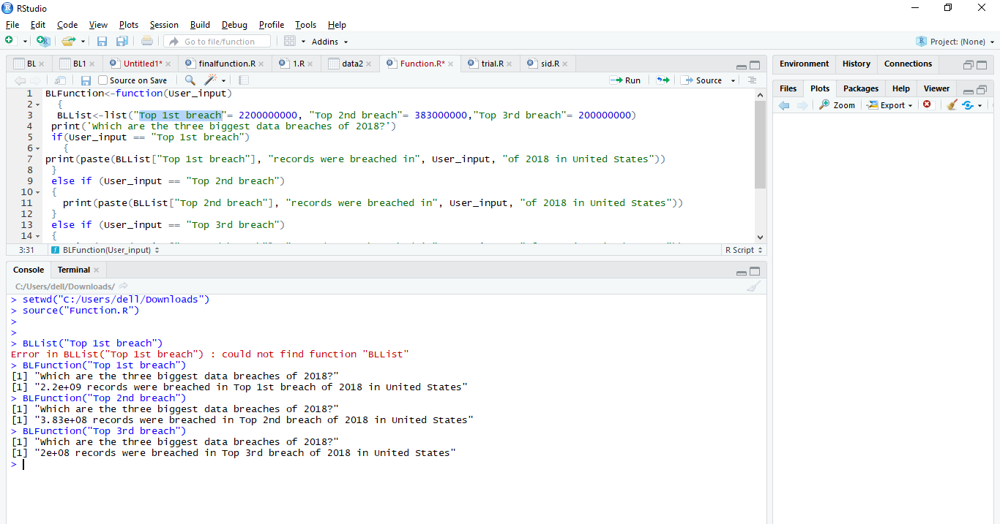 RStudio
File Edit Code View Plots Session Build Debug Profile Tools Help
Go to file/function Addins Project: (None)
BL BL1 Untitled1* finalfunction.R 1.R data2 Function.R* trial.R sid.R
Source on Save Run Source
1 BLFunction<-function(User_input)
2 {
3 BLList<-list("Top 1st breach"= 2200000000, "Top 2nd breach"= 383000000,"Top 3rd breach"= 200000000)
4 print('Which are the three biggest data breaches of 2018?')
5 if(User_input == "Top 1st breach")
6 {
7 print(paste(BLList["Top 1st breach"], "records were breached in", User_input, "of 2018 in United States"))
8 }
9 else if (User_input == "Top 2nd breach")
10 {
11 print(paste(BLList["Top 2nd breach"], "records were breached in", User_input, "of 2018 in United States"))
12 }
13 else if (User_input == "Top 3rd breach")
14 {
3:31 BLFunction(User_input) R Script
Console Terminal
C:/Users/dell/Downloads/
> setwd("C:/Users/dell/Downloads")
> source("Function.R")
>
>
> BLList("Top 1st breach")
Error in BLList("Top 1st breach") : could not find function "BLList"
> BLFunction("Top 1st breach")
[1] "Which are the three biggest data breaches of 2018?"
[1] "2.2e+09 records were breached in Top 1st breach of 2018 in United States"
> BLFunction("Top 2nd breach")
[1] "Which are the three biggest data breaches of 2018?"
[1] "3.83e+08 records were breached in Top 2nd breach of 2018 in United States"
> BLFunction("Top 3rd breach")
[1] "Which are the three biggest data breaches of 2018?"
[1] "2e+08 records were breached in Top 3rd breach of 2018 in United States"
>
Environment History Connections
Files Plots Packages Help Viewer
Zoom Export